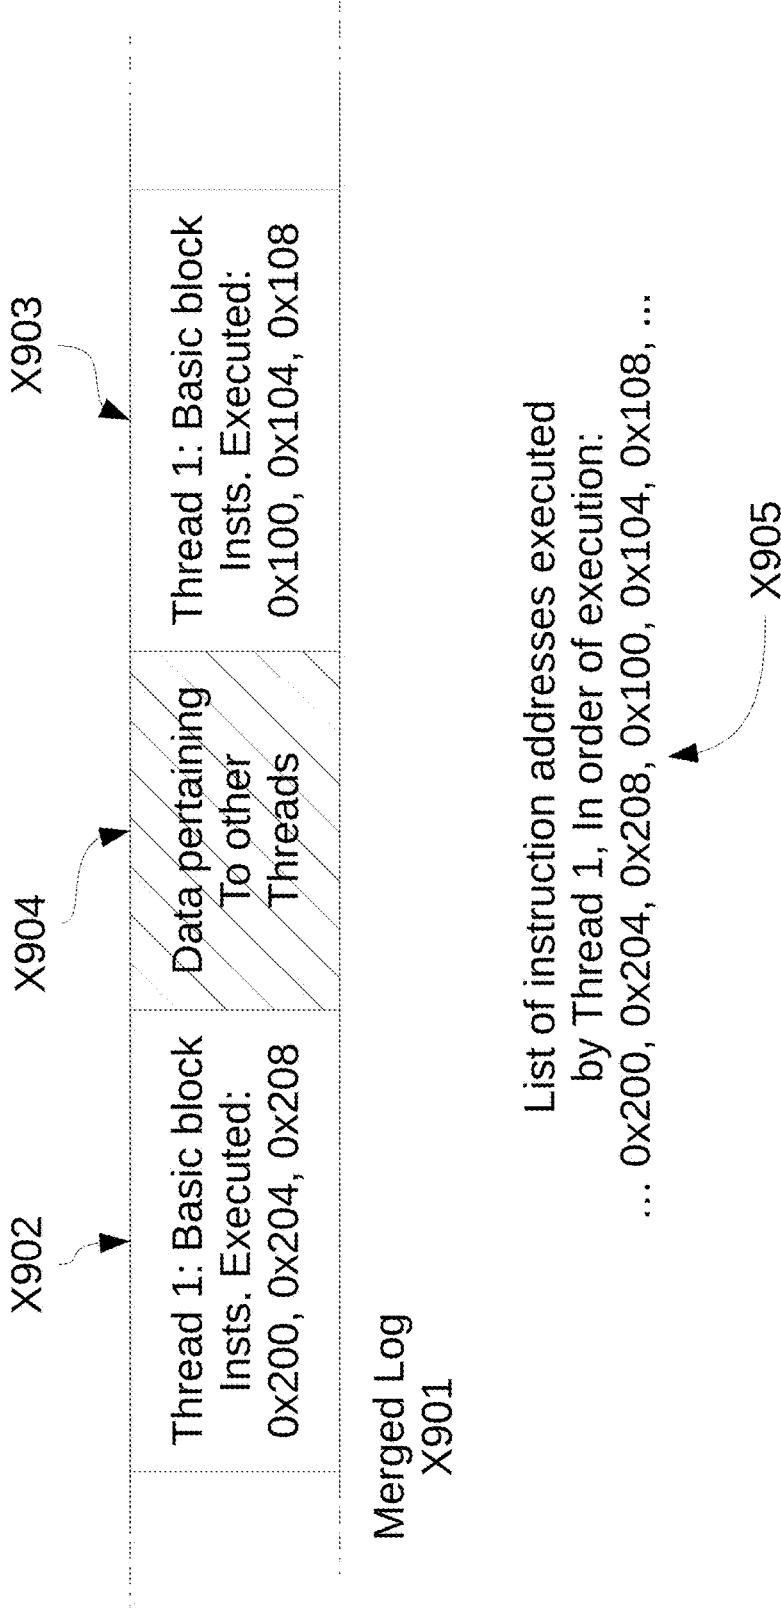 X902
X904
X903
Thread 1: Basic block
Insts. Executed:
0x200, 0x204, 0x208
Data pertaining
To other
Threads
Thread 1: Basic block
Insts. Executed:
0x100, 0x104, 0x108
Merged Log
X901
List of instruction addresses executed
by Thread 1, In order of execution:
... 0x200, 0x204, 0x208, 0x100, 0x104, 0x108, ...
X905